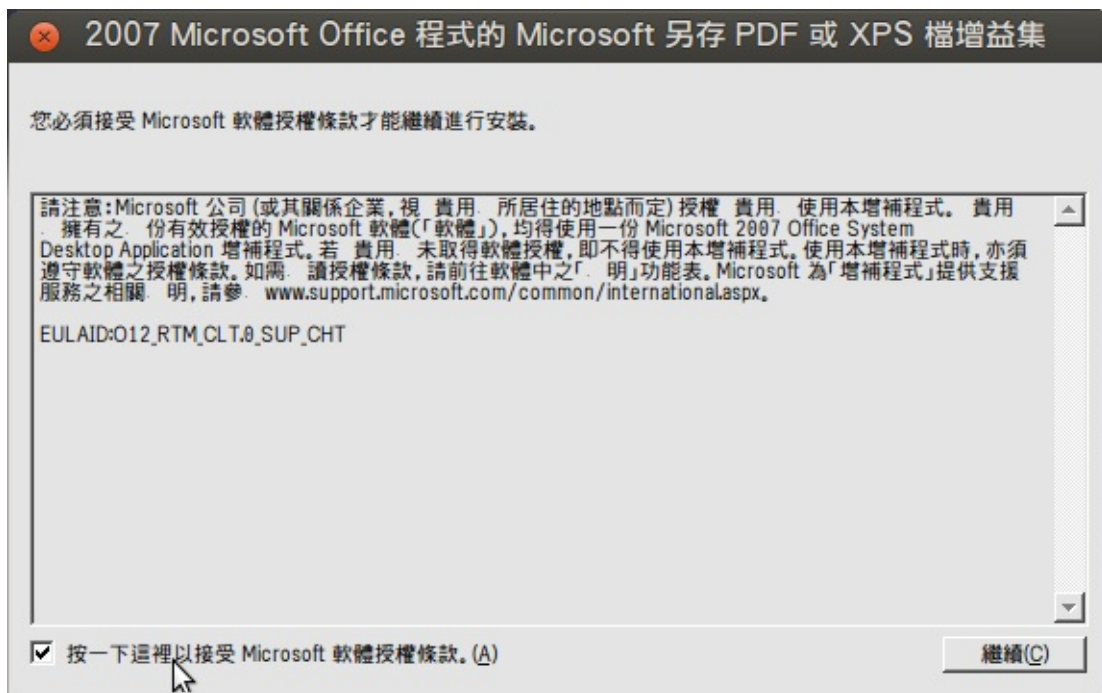 2007 Microsoft Office 程式的 Microsoft 另存 PDF 或 XPS 檔增益集
您必須接受 Microsoft 軟體授權條款才能繼續進行安裝。
請注意:Microsoft 公司 (或其關係企業,視 貴用 所居住的地點而定) 授權 貴用 使用本增補程式。 貴用
擁有之 份有效授權的 Microsoft 軟體(「軟體」),均得使用一份 Microsoft 2007 Office System
Desktop Application 增補程式。若 貴用 未取得軟體授權,即不得使用本增補程式。使用本增補程式時,亦須
遵守軟體之授權條款。如需 讀授權條款,請前往軟體中之「 明」功能表。Microsoft 為「增補程式」提供支援
服務之相關 明,請參 www.support.microsoft.com/common/international.aspx。
EULAID:O12_RTM_CLT.0_SUP_CHT
按一下這裡以接受 Microsoft 軟體授權條款。(A)
繼續(C)